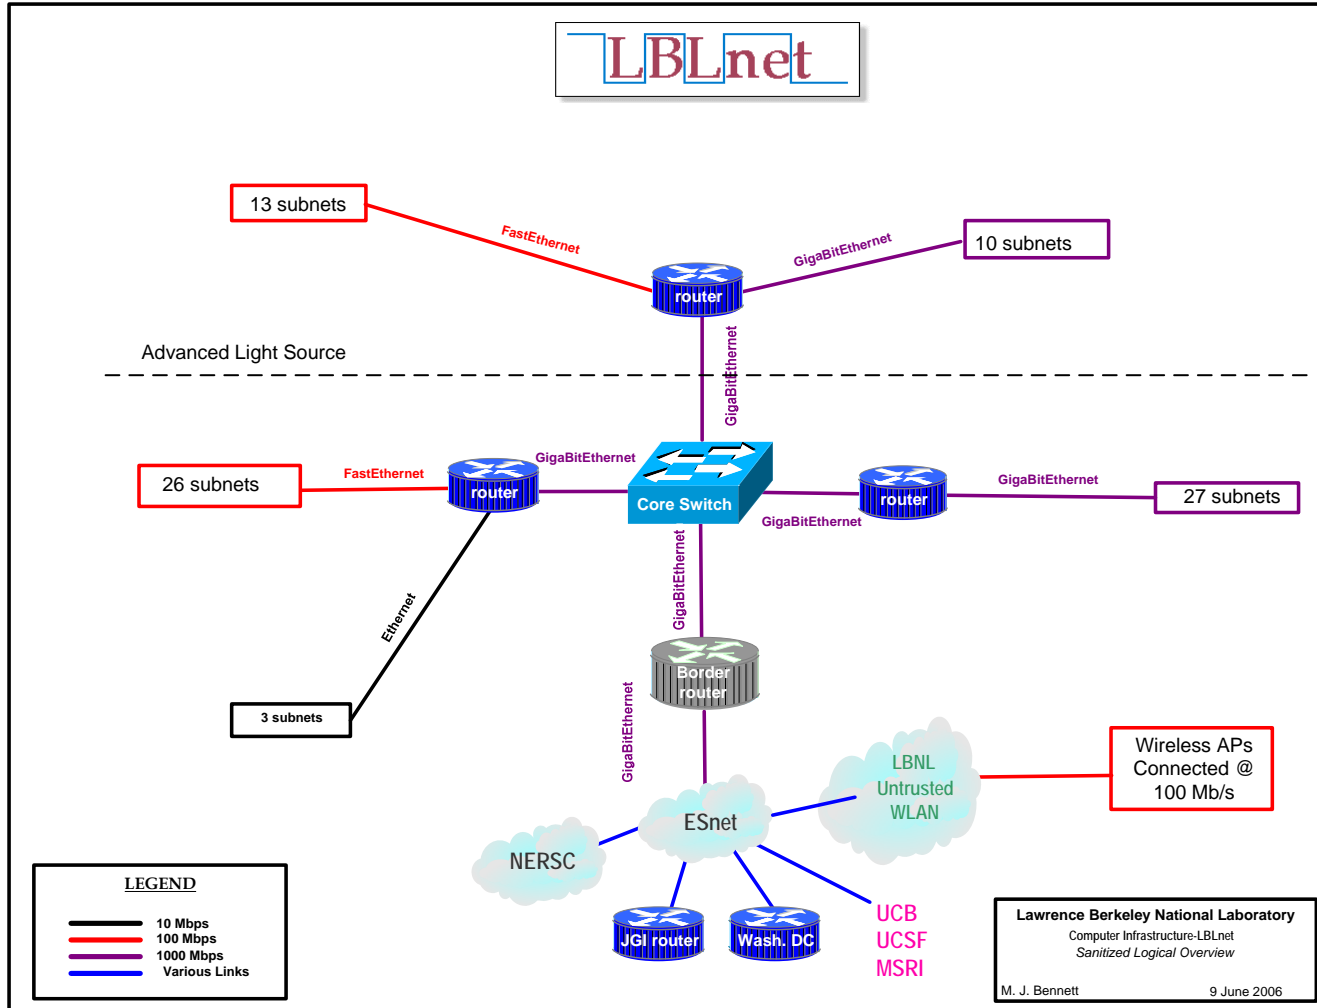 LBLnet
13 subnets
FastEthernet
GigaBitEthernet
10 subnets
router
GigaBitEthernet
Advanced Light Source
26 subnets
FastEthernet
router
GigaBitEthernet
Core Switch
GigaBitEthernet
router
GigaBitEthernet
27 subnets
Ethernet
GigaBitEthernet
3 subnets
Border
router
GigaBitEthernet
LBNL
Untrusted
WLAN
Wireless APs
Connected @
100 Mb/s
ESnet
NERSC
JGI router
Wash. DC
UCB
UCSF
MSRI
LEGEND
10 Mbps
100 Mbps
1000 Mbps
Various Links
Lawrence Berkeley National Laboratory
Computer Infrastructure-LBLnet
Sanitized Logical Overview
M. J. Bennett 9 June 2006